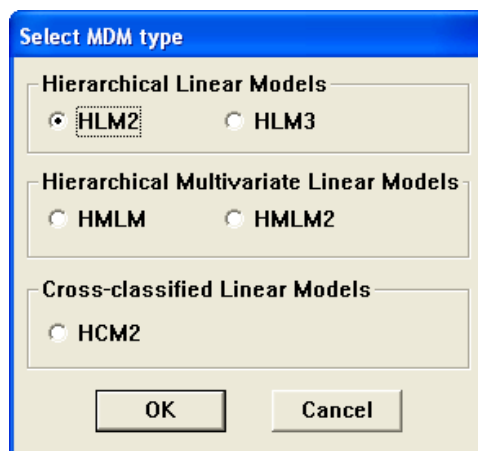 Select MDM type
Hierarchical Linear Models
HLM2 HLM3
Hierarchical Multivariate Linear Models
HMLM HMLM2
Cross-classified Linear Models
HCM2
OK Cancel